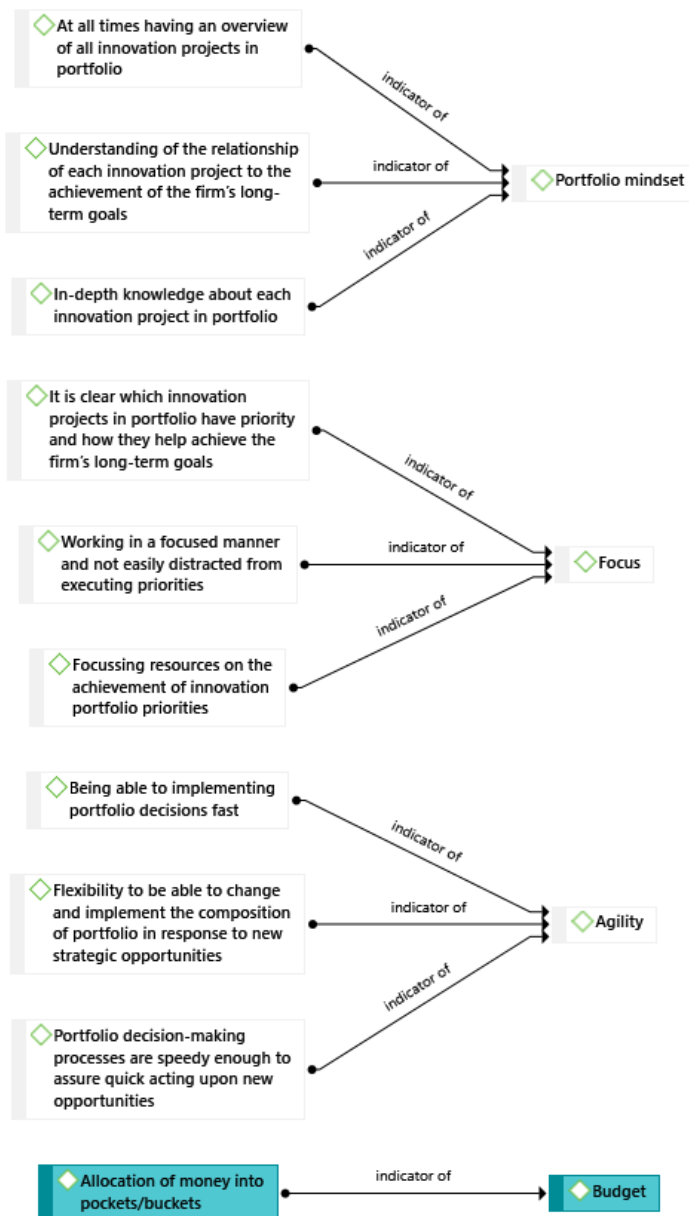 At all times having an overview
of all innovation projects in
portfolio
indicator of
Understanding of the relationship
of each innovation project to the
achievement of the firm's long-
term goals
indicator of
Portfolio mindset
indicator of
In-depth knowledge about each
innovation project in portfolio
It is clear which innovation
projects in portfolio have priority
and how they help achieve the
firm's long-term goals
indicator of
Working in a focused manner
and not easily distracted from
executing priorities
indicator of
Focus
indicator of
Focussing resources on the
achievement of innovation
portfolio priorities
Being able to implementing
portfolio decisions fast
indicator of
Flexibility to be able to change
and implement the composition
of portfolio in response to new
strategic opportunities
indicator of
Agility
indicator of
Portfolio decision-making
processes are speedy enough to
assure quick acting upon new
opportunities
Allocation of money into
pockets/buckets
indicator of
Budget